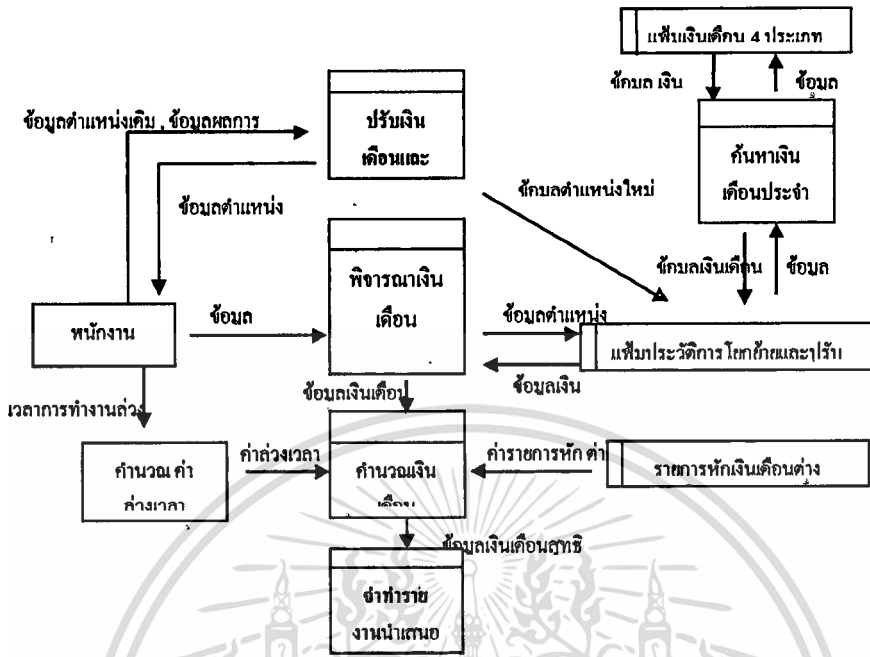 แฟ้มเงินเดือน 4 ประเภท
ข้อมูล เงิน
ข้อมูล
ข้อมูลตำแหน่งเดิม , ข้อมูลผลการ
ปรับเงิน
เดือนและ
ค้นหาเงิน
เดือนประจำ
ข้อมูลตำแหน่ง
ข้อมูลตำแหน่งใหม่
พิจารณาเงิน
เดือน
ข้อมูลเงินเดือน
ข้อมูล
พนักงาน
ข้อมูล
ข้อมูลตำแหน่ง
แฟ้มประวัติการโยกย้ายและปรับ
ข้อมูลเงิน
ข้อมูลเงินเดือน
เวลาการทำงานล่วง
คำนวณ ค่า
ล่วงเวลา
ค่าล่วงเวลา
คำนวณเงิน
เดือน
ค่ารายการหัก ต่า
รายการหักเงินเดือนต่าง
ข้อมูลเงินเดือนสุทธิ
จำทำราย
งานนำเสนอ